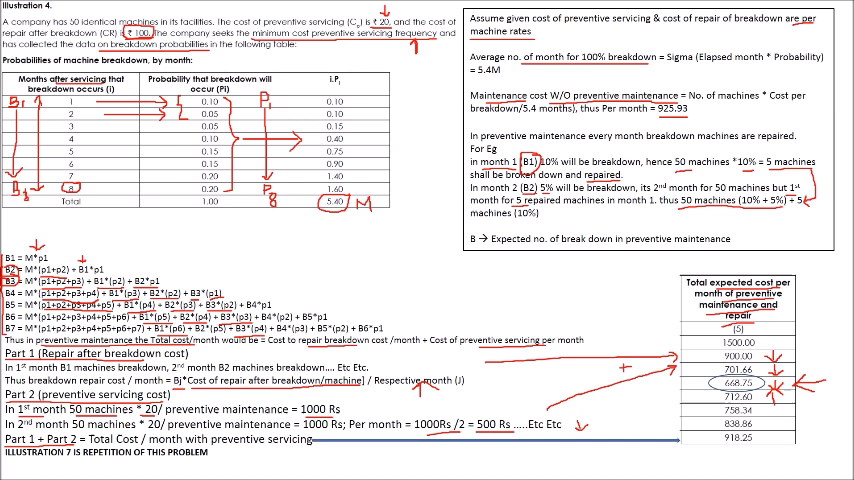 Illustration 4.
A company has 50 identical machines in its facilities. The cost of preventive servicing (Cₒ) is ₹ 20, and the cost of
repair after breakdown (CR) is ₹ 100. The company seeks the minimum cost preventive servicing frequency and
has collected the data on breakdown probabilities in the following table:
Probabilities of machine breakdown, by month:
Months after servicing that breakdown occurs (i) Probability that breakdown will occur (Pi) i.Pᵢ
1 0.10 0.10
2 0.05 0.10
3 0.05 0.15
4 0.10 0.40
5 0.15 0.75
6 0.15 0.90
7 0.20 1.40
8 0.20 1.60
Total 1.00 5.40
B₁
B₈
P₁
P₈
M
Assume given cost of preventive servicing & cost of repair of breakdown are per
machine rates
Average no. of month for 100% breakdown = Sigma (Elapsed month * Probability)
= 5.4M
Maintenance cost W/O preventive maintenance = No. of machines * Cost per
breakdown/5.4 months), thus Per month = 925.93
In preventive maintenance every month breakdown machines are repaired.
For Eg
in month 1 (B1) 10% will be breakdown, hence 50 machines *10% = 5 machines
shall be broken down and repaired.
In month 2 (B2) 5% will be breakdown, its 2nd month for 50 machines but 1st
month for 5 repaired machines in month 1. thus 50 machines (10% + 5%) + 5
machines (10%)
B → Expected no. of break down in preventive maintenance
B1 = M*p1
B2 = M*(p1+p2) + B1*p1
B3 = M*(p1+p2+p3) + B1*(p2) + B2*p1
B4 = M*(p1+p2+p3+p4) + B1*(p3) + B2*(p2) + B3*(p1)
B5 = M*(p1+p2+p3+p4+p5) + B1*(p4) + B2*(p3) + B3*(p2) + B4*p1
B6 = M*(p1+p2+p3+p4+p5+p6) + B1*(p5) + B2*(p4) + B3*(p3) + B4*(p2) + B5*p1
B7 = M*(p1+p2+p3+p4+p5+p6+p7) + B1*(p6) + B2*(p5) + B3*(p4) + B4*(p3) + B5*(p2) + B6*p1
Thus in preventive maintenance the Total cost/month would be = Cost to repair breakdown cost /month + Cost of preventive servicing per month
Part 1 (Repair after breakdown cost)
In 1st month B1 machines breakdown, 2nd month B2 machines breakdown.... Etc Etc.
Thus breakdown repair cost / month = Bj*Cost of repair after breakdown/machine] / Respective month (J)
Part 2 (preventive servicing cost)
In 1st month 50 machines * 20/ preventive maintenance = 1000 Rs
In 2nd month 50 machines * 20/ preventive maintenance = 1000 Rs; Per month = 1000Rs /2 = 500 Rs .....Etc Etc
Part 1 + Part 2 = Total Cost / month with preventive servicing
ILLUSTRATION 7 IS REPETITION OF THIS PROBLEM
+
Total expected cost per
month of preventive
maintenance and
repair
(5)
1500.00
900.00
701.66
668.75
712.60
758.34
838.86
918.25